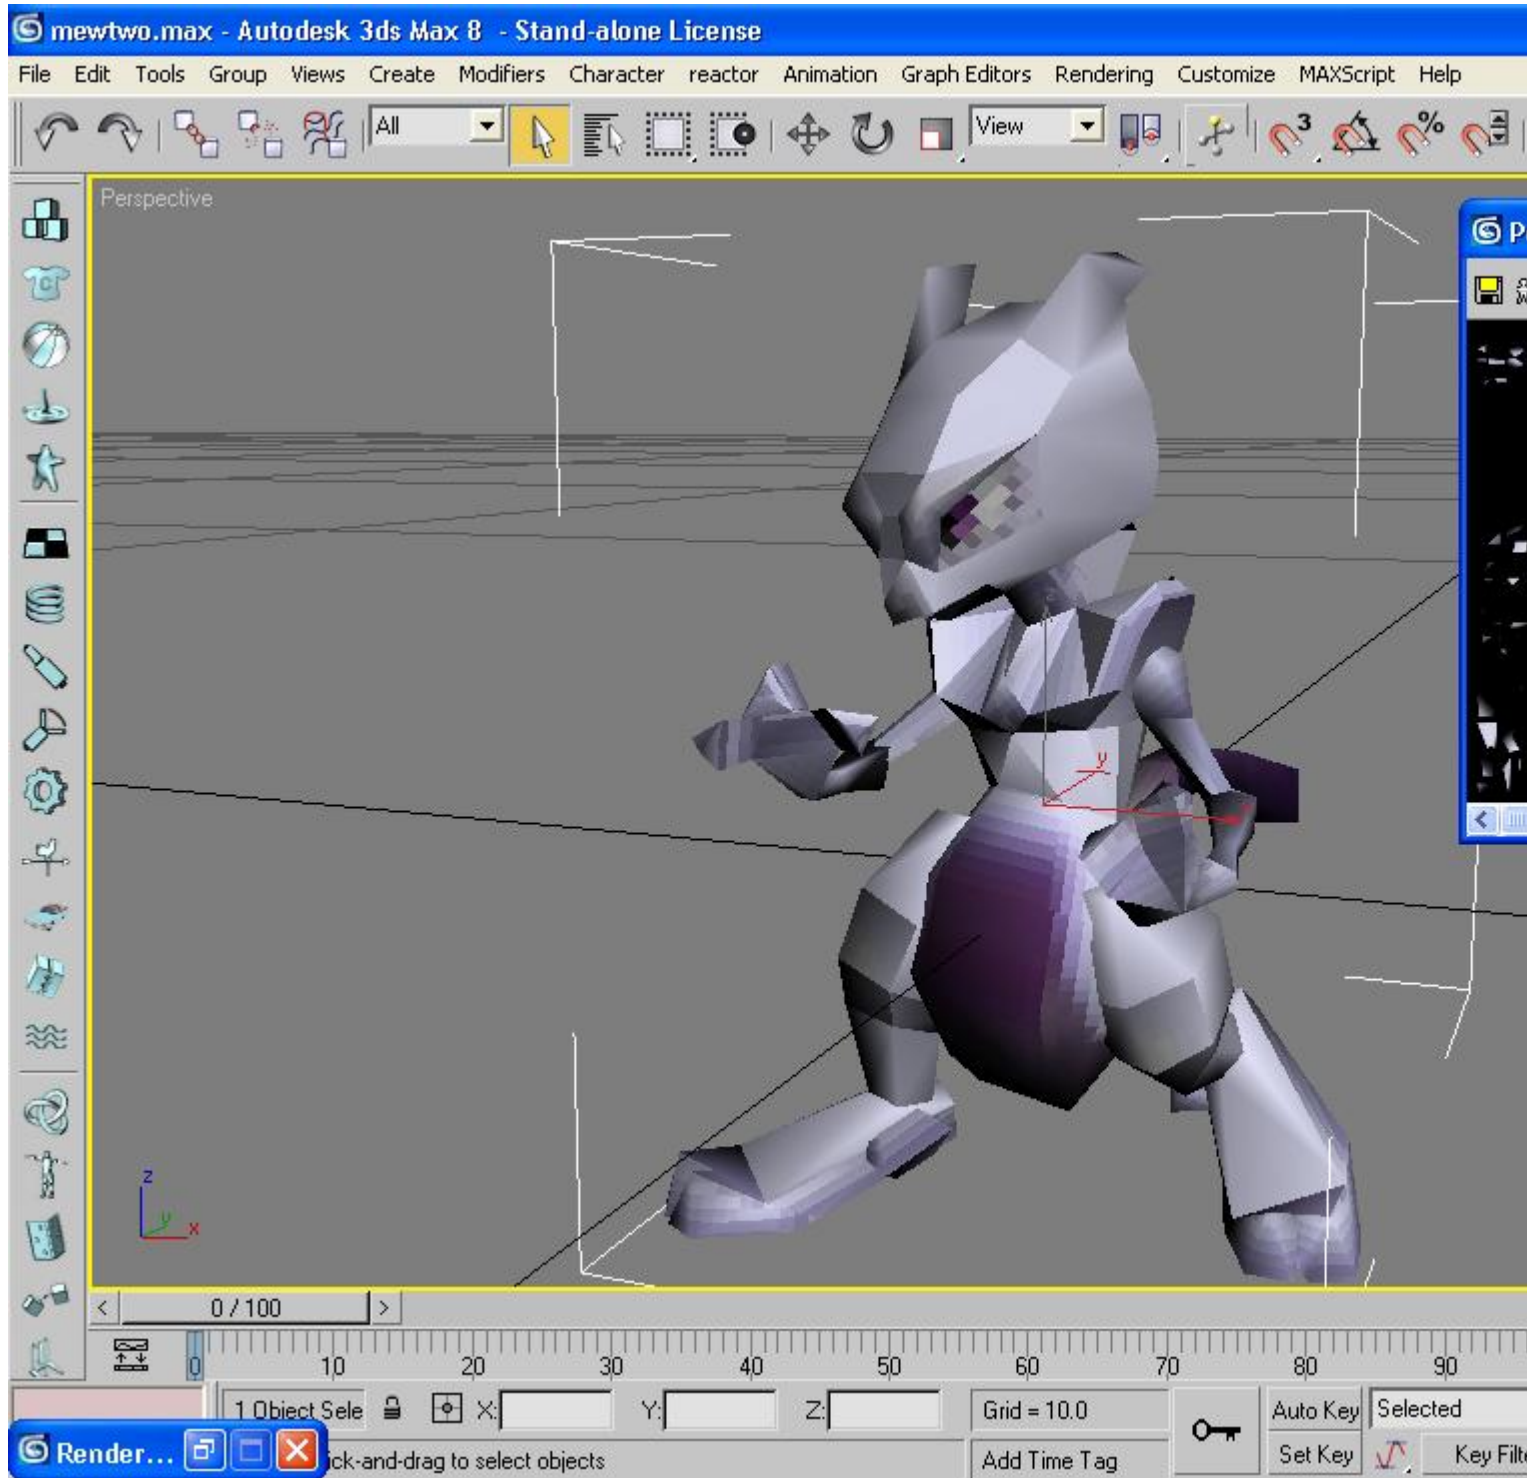 mewtwo.max - Autodesk 3ds Max 8 - Stand-alone License
File Edit Tools Group Views Create Modifiers Character reactor Animation Graph Editors Rendering Customize MAXScript Help
All View 3 %
Perspective
P
y
z
y x
0 / 100
0 10 20 30 40 50 60 70 80 90
1 Object Sele X: Y: Z: Grid = 10.0 Auto Key Selected
Render... ick-and-drag to select objects Add Time Tag Set Key Key Filte